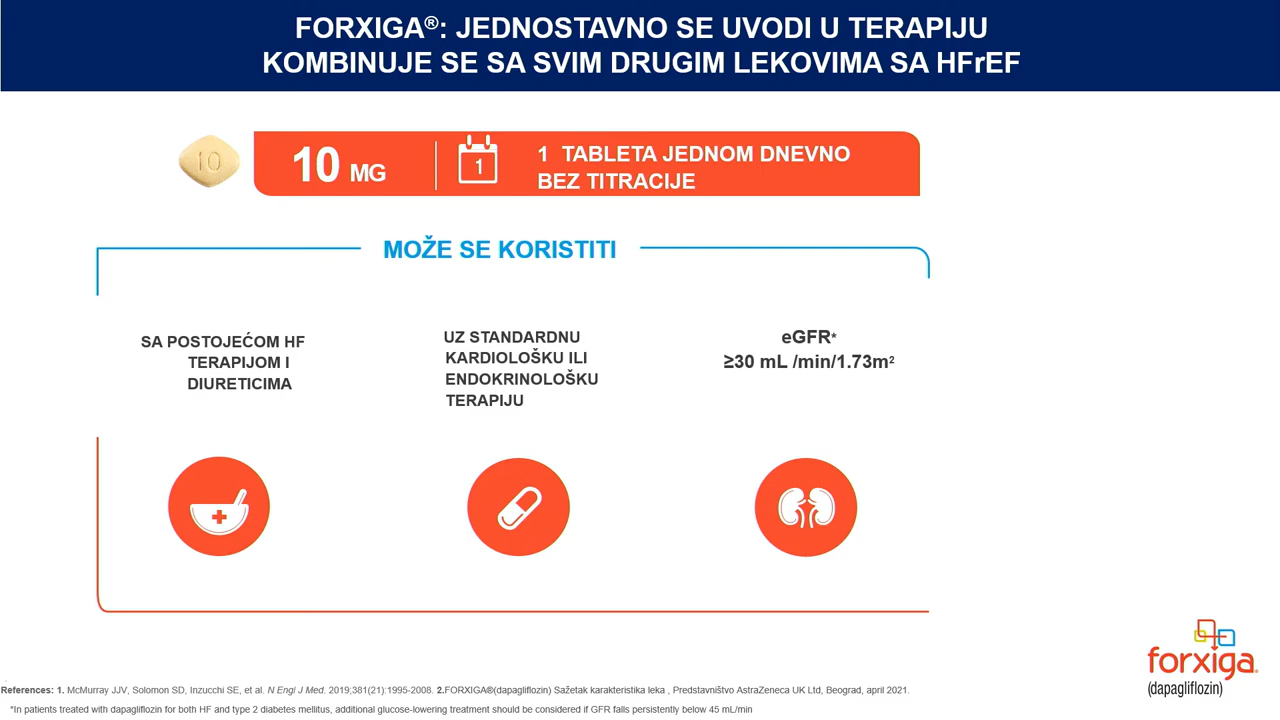 FORXIGA®: JEDNOSTAVNO SE UVODI U TERAPIJU
KOMBINUJE SE SA SVIM DRUGIM LEKOVIMA SA HFrEF
10
10 MG
1
1 TABLETA JEDNOM DNEVNO
BEZ TITRACIJE
MOŽE SE KORISTITI
SA POSTOJEĆOM HF
TERAPIJOM I
DIURETICIMA
UZ STANDARDNU
KARDIOLOŠKU ILI
ENDOKRINOLOŠKU
TERAPIJU
eGFR*
≥30 mL /min/1.73m²
forxiga.
(dapagliflozin)
References: 1. McMurray JJV, Solomon SD, Inzucchi SE, et al. N Engl J Med. 2019;381(21):1995-2008. 2.FORXIGA®(dapagliflozin) Sažetak karakteristika leka , Predstavništvo AstraZeneca UK Ltd, Beograd, april 2021.
*In patients treated with dapagliflozin for both HF and type 2 diabetes mellitus, additional glucose-lowering treatment should be considered if GFR falls persistently below 45 mL/min